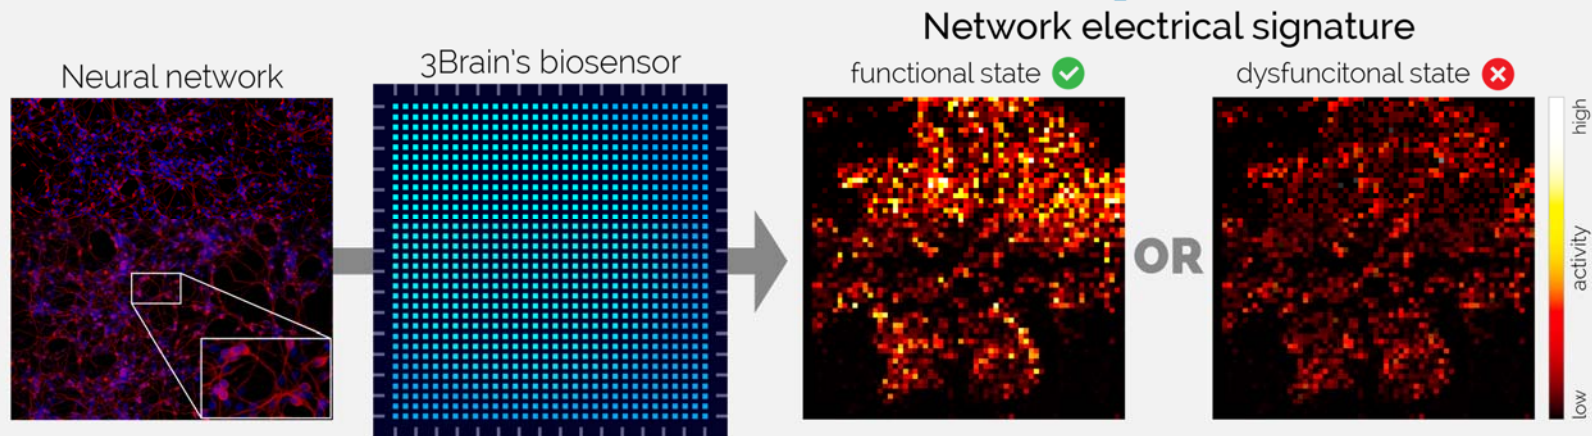 Network electrical signature
Neural network
3Brain's biosensor
functional state
dysfuncitonal state
OR
high
activity
low